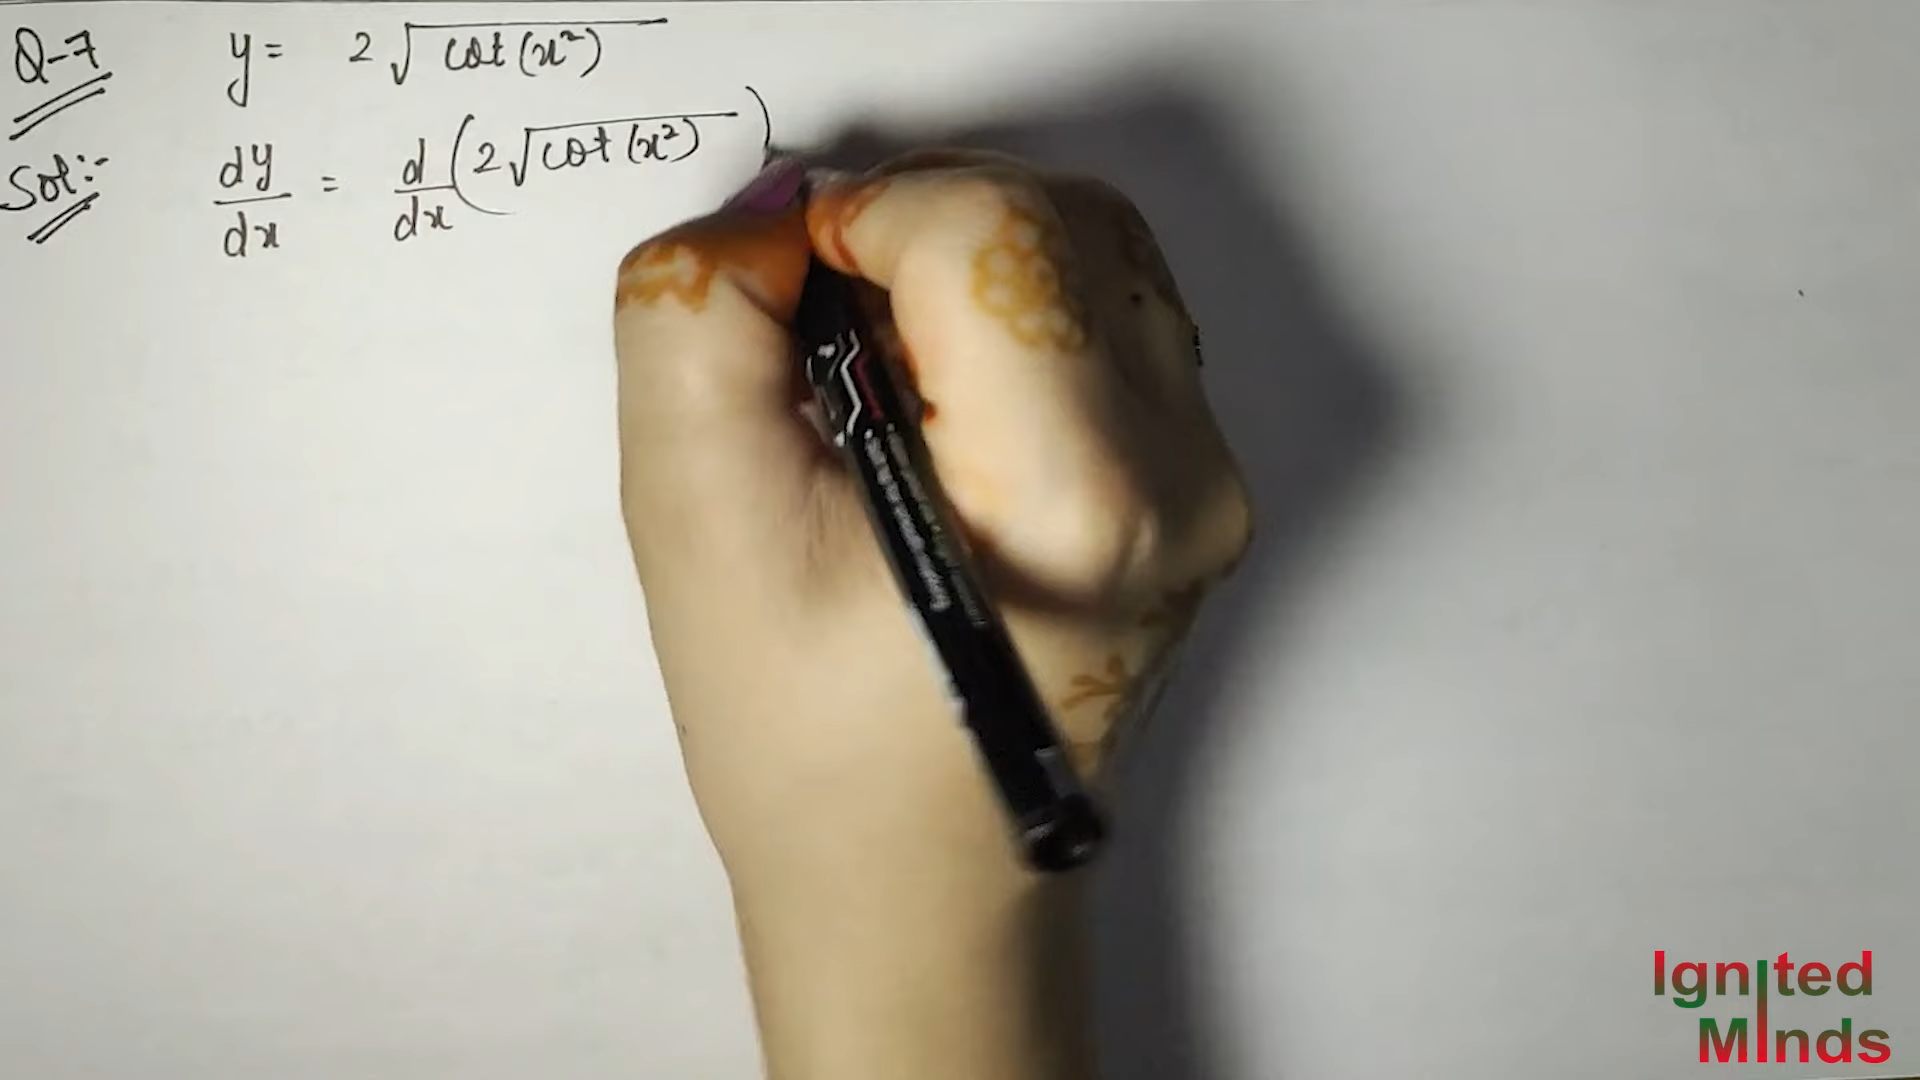 Q-7 y = 2√cot(x²)
Sol:- dy/dx = d/dx (2√cot(x²))
Ignited
Minds